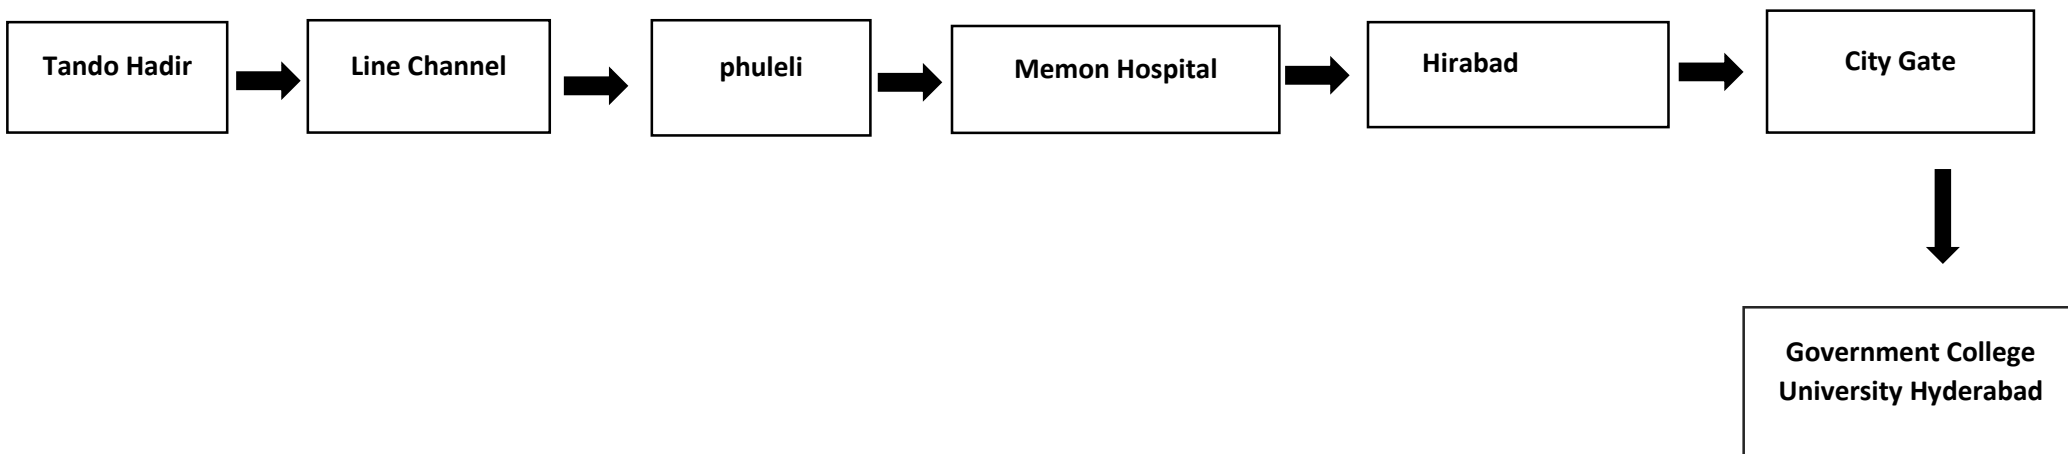 Tando Hadir
Line Channel
phuleli
Memon Hospital
Hirabad
City Gate
Government College
University Hyderabad